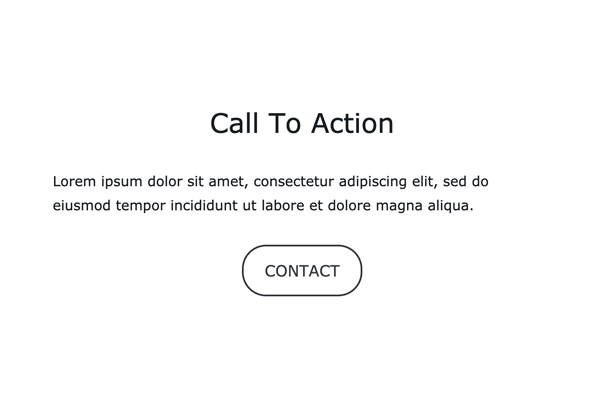 Call To Action
Lorem ipsum dolor sit amet, consectetur adipiscing elit, sed do
eiusmod tempor incididunt ut labore et dolore magna aliqua.
CONTACT